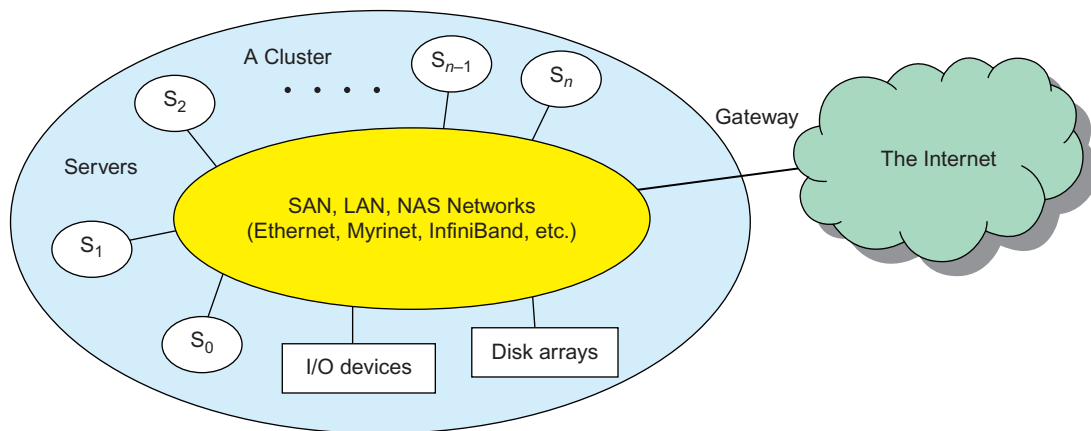 A Cluster
S₂
. . . .
Sₙ₋₁
Sₙ
Gateway
The Internet
Servers
SAN, LAN, NAS Networks
(Ethernet, Myrinet, InfiniBand, etc.)
S₁
S₀
I/O devices
Disk arrays